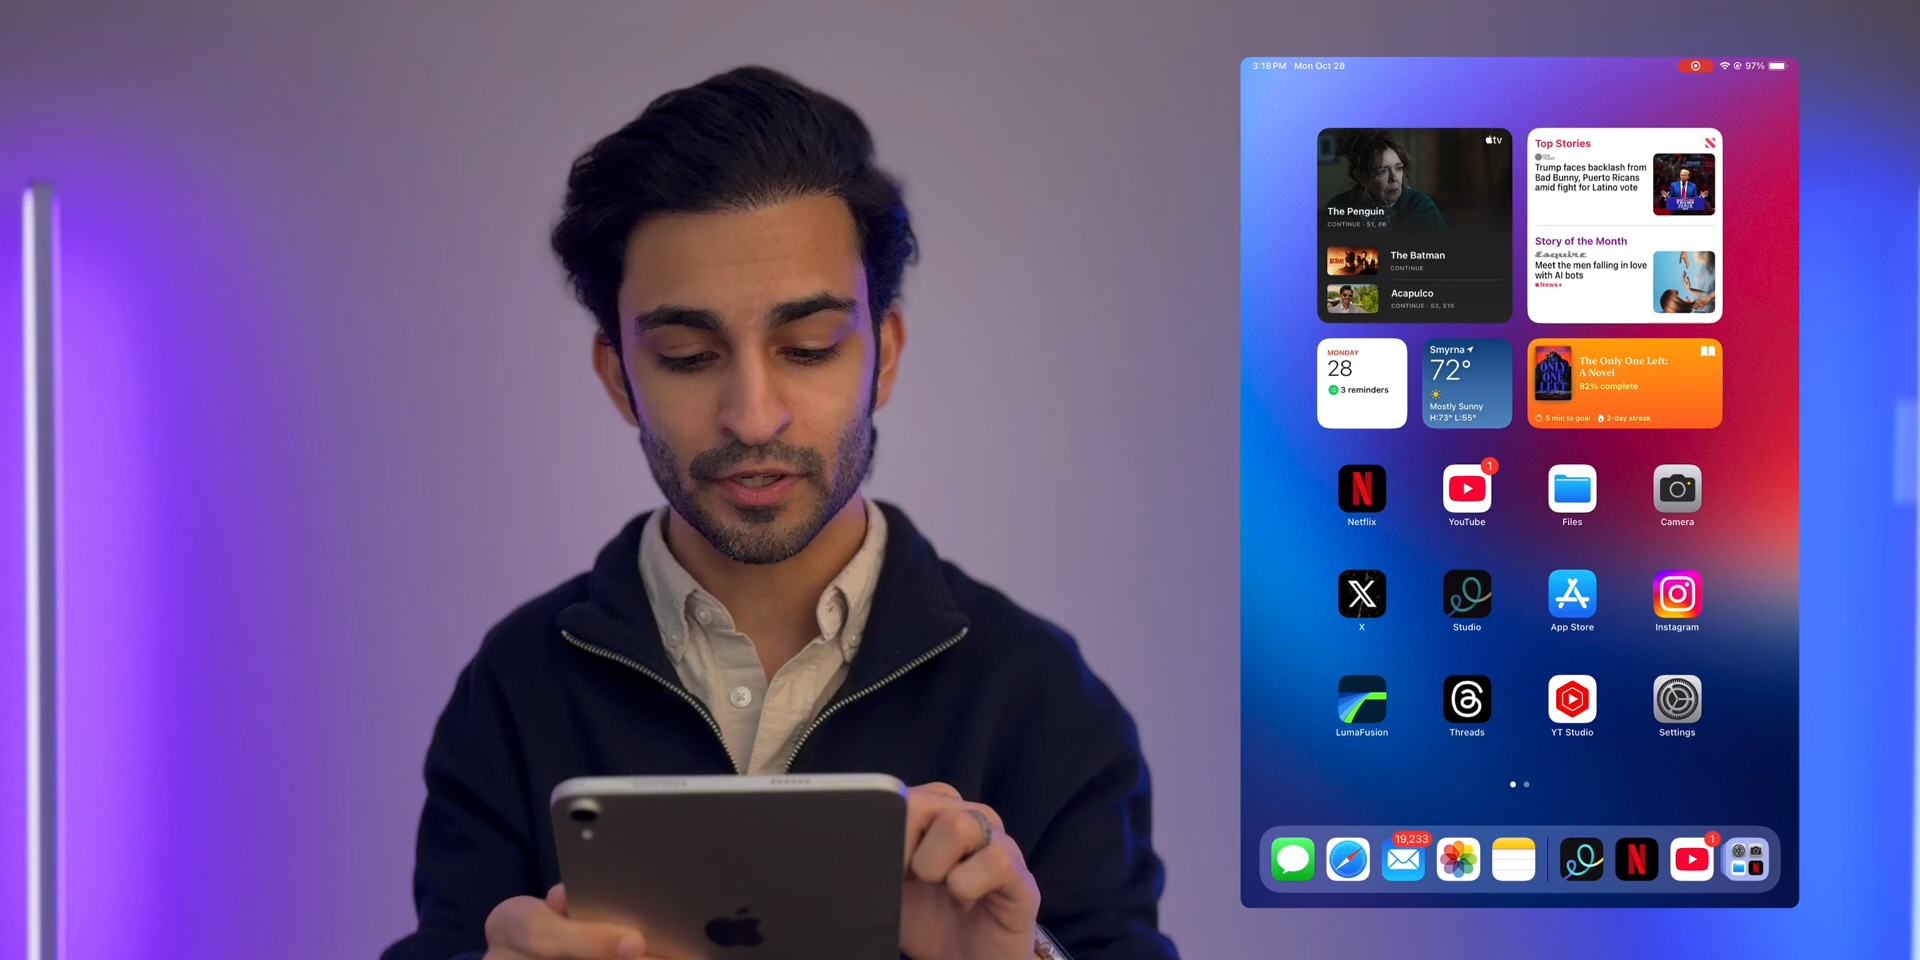 3:18 PM Mon Oct 28
97%
tv
The Penguin
CONTINUE · S1, E6
The Batman
CONTINUE
Acapulco
CONTINUE · S3, E10
Top Stories
Trump faces backlash from
Bad Bunny, Puerto Ricans
amid fight for Latino vote
Story of the Month
Esquire
Meet the men falling in love
with AI bots
News+
MONDAY
28
3 reminders
Smyrna
72°
Mostly Sunny
H:73° L:55°
ONLY
ONE
LEFT
The Only One Left:
A Novel
82% complete
5 min to goal · 2-day streak
N
1
Netflix
YouTube
Files
Camera
X
Studio
App Store
Instagram
LumaFusion
Threads
YT Studio
Settings
19,233
N
1